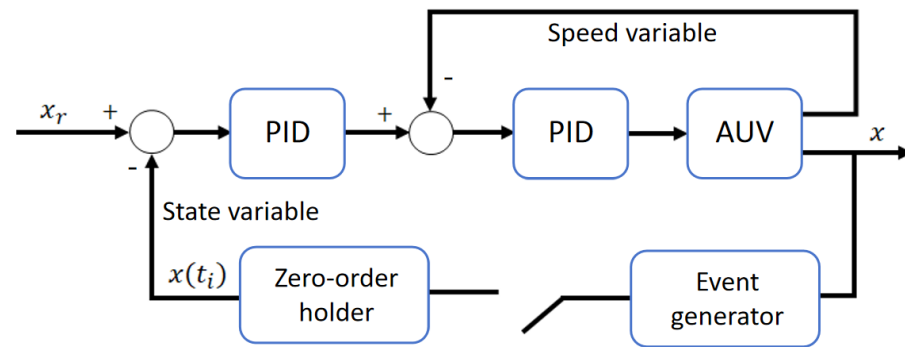 Speed variable
x_r
+
-
PID
+
-
PID
AUV
x
-
State variable
x(t_i)
Zero-order
holder
Event
generator